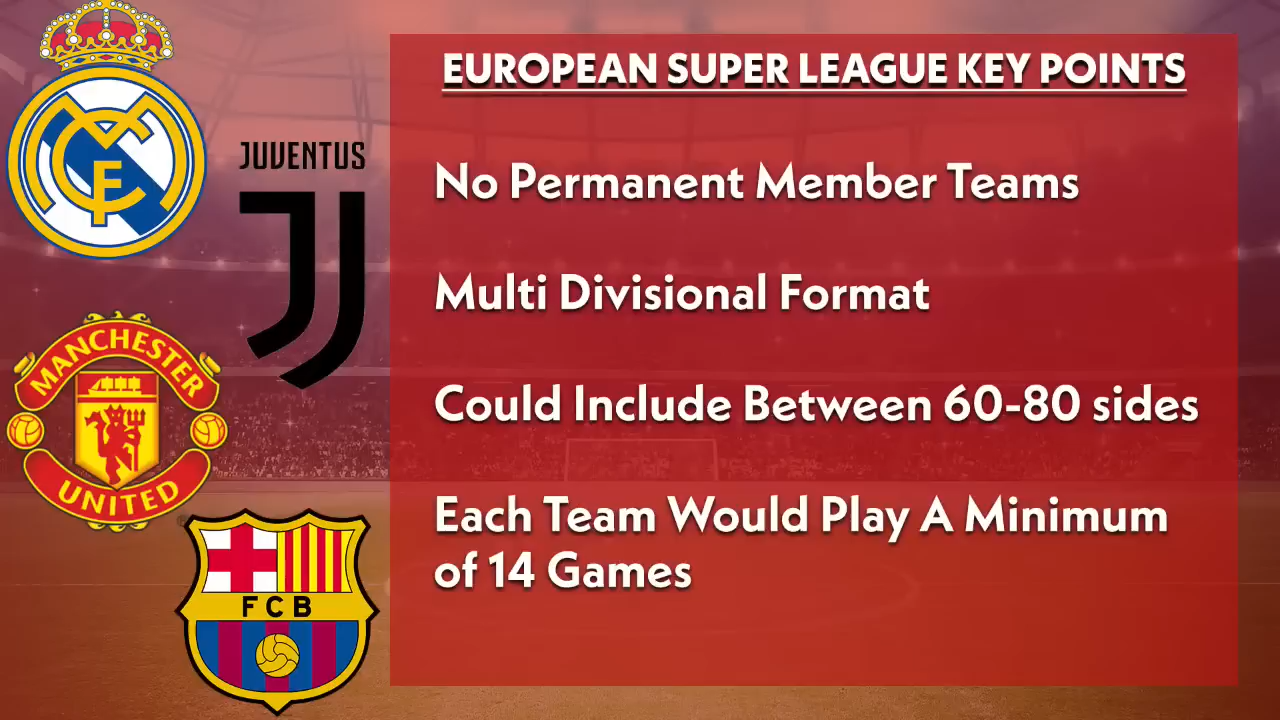 EUROPEAN SUPER LEAGUE KEY POINTS
JUVENTUS
No Permanent Member Teams
Multi Divisional Format
MANCHESTER
UNITED
Could Include Between 60-80 sides
Each Team Would Play A Minimum
of 14 Games
FCB